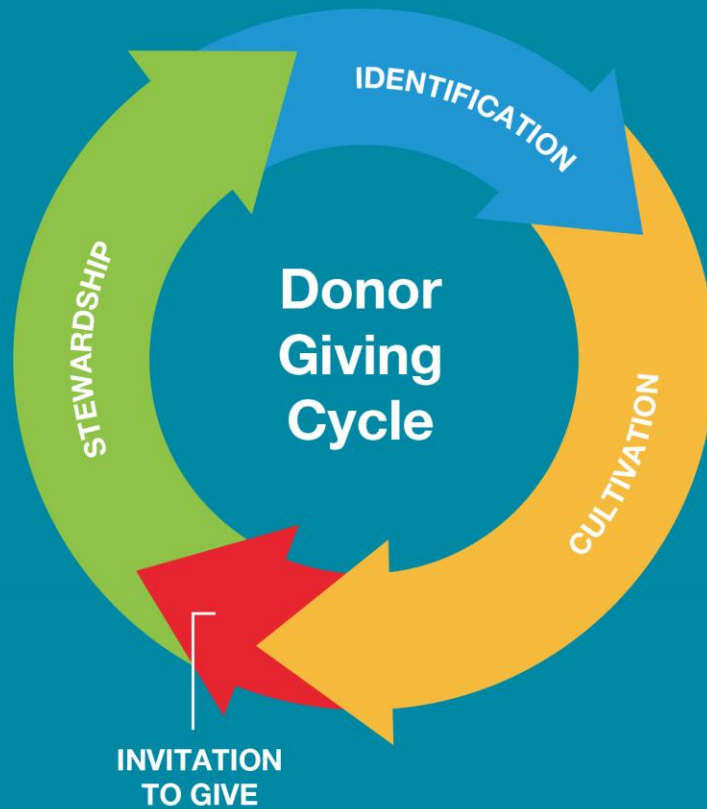 IDENTIFICATION
Donor
Giving
Cycle
STEWARDSHIP
CULTIVATION
INVITATION
TO GIVE